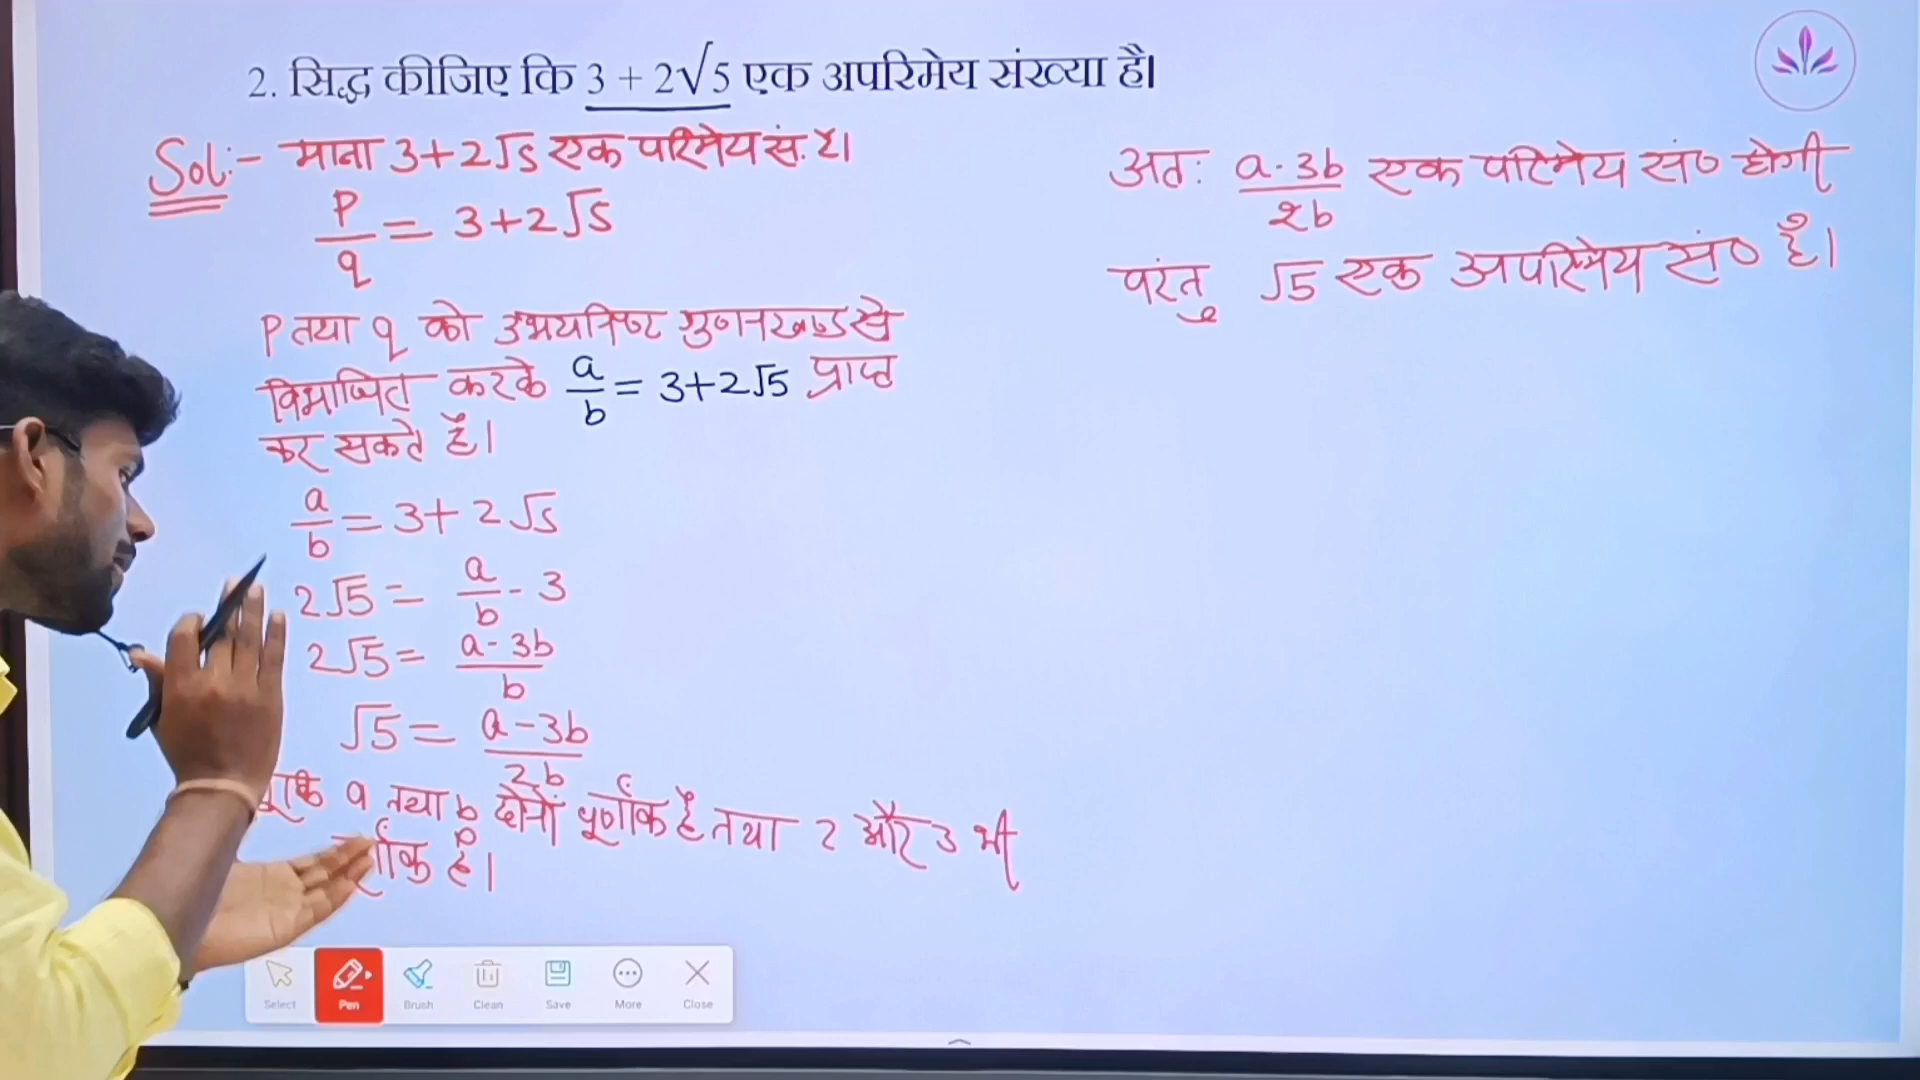 2. सिद्ध कीजिए कि 3 + 2√5 एक अपरिमेय संख्या है।
Sol:- माना 3+2√5 एक परिमेय सं. है।
p/q = 3+2√5
P तथा q को उभयनिष्ट गुणनखण्ड से
विभाजित करके a/b = 3+2√5 प्राप्त
कर सकते हैं।
a/b = 3+2√5
2√5 = a/b - 3
2√5 = a-3b/b
√5 = a-3b/2b
a तथा b दोनों पूर्णांक हैं तथा 2 और 3 भी
हैं।
अतः a-3b/2b एक परिमेय सं० होगी
परंतु √5 एक अपरिमेय सं० है।
Select Pen Brush Clean Save More Close